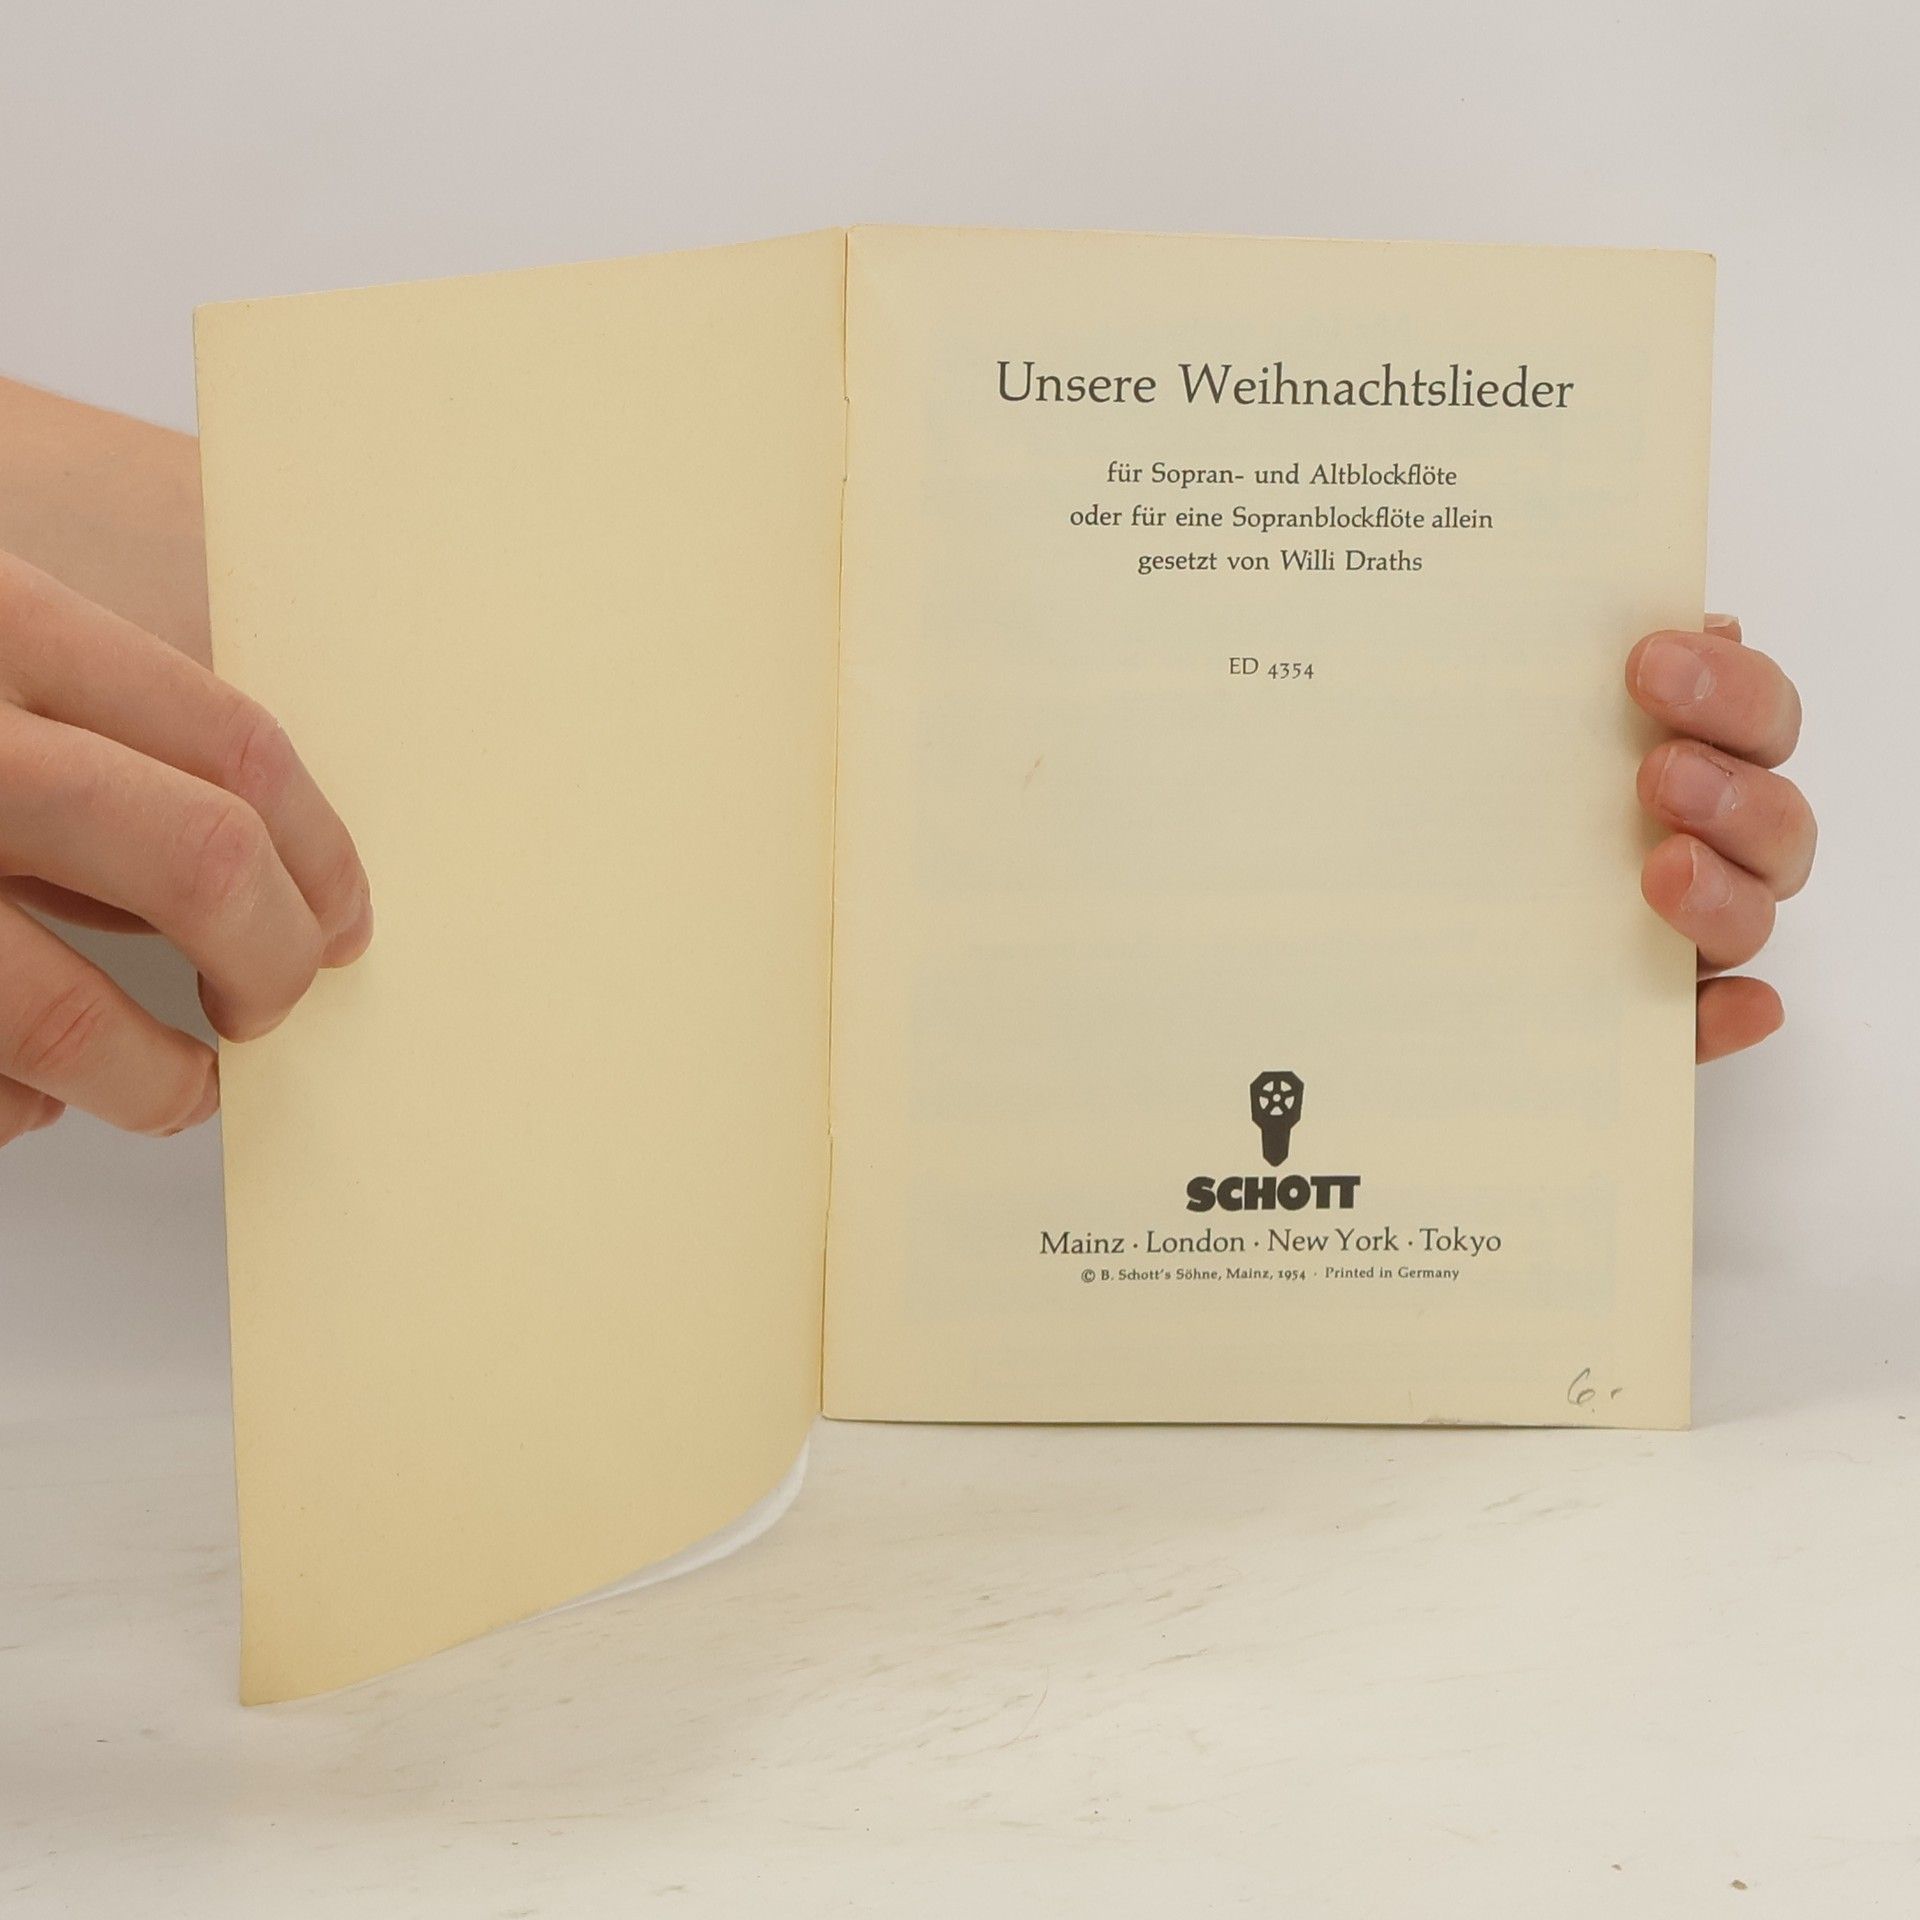 Unsere Weihnachtslieder
für Sopran- und Altblockflöte
oder für eine Sopranblockflöte allein
gesetzt von Willi Draths
ED 4354
SCHOTT
Mainz · London · New York · Tokyo
© B. Schott's Söhne, Mainz, 1954 · Printed in Germany
6.-